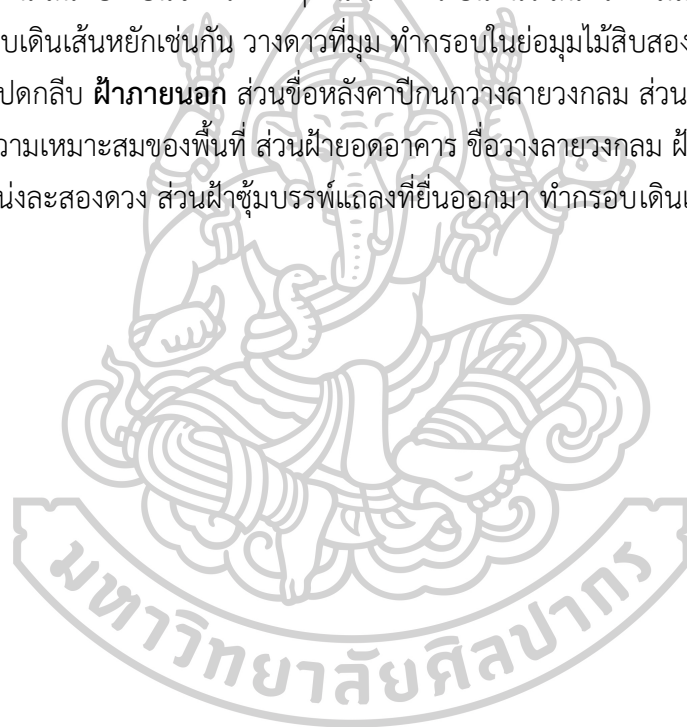 บเดินเส้นหยักเช่นกัน วางดาวที่มุม ทำกรอบในย่อมุมไม้สิบสอง
ปดกลีบ ฝ้าภายนอก ส่วนขื่อหลังคาปีกนกวางลายวงกลม ส่วน
วามเหมาะสมของพื้นที่ ส่วนฝ้ายอดอาคาร ขื่อวางลายวงกลม ฝ้
น่งละสองดวง ส่วนฝ้าซุ้มบรรพ์แถลงที่ยื่นออกมา ทำกรอบเดินเ
มหาวิทยาลัยศิลปากร